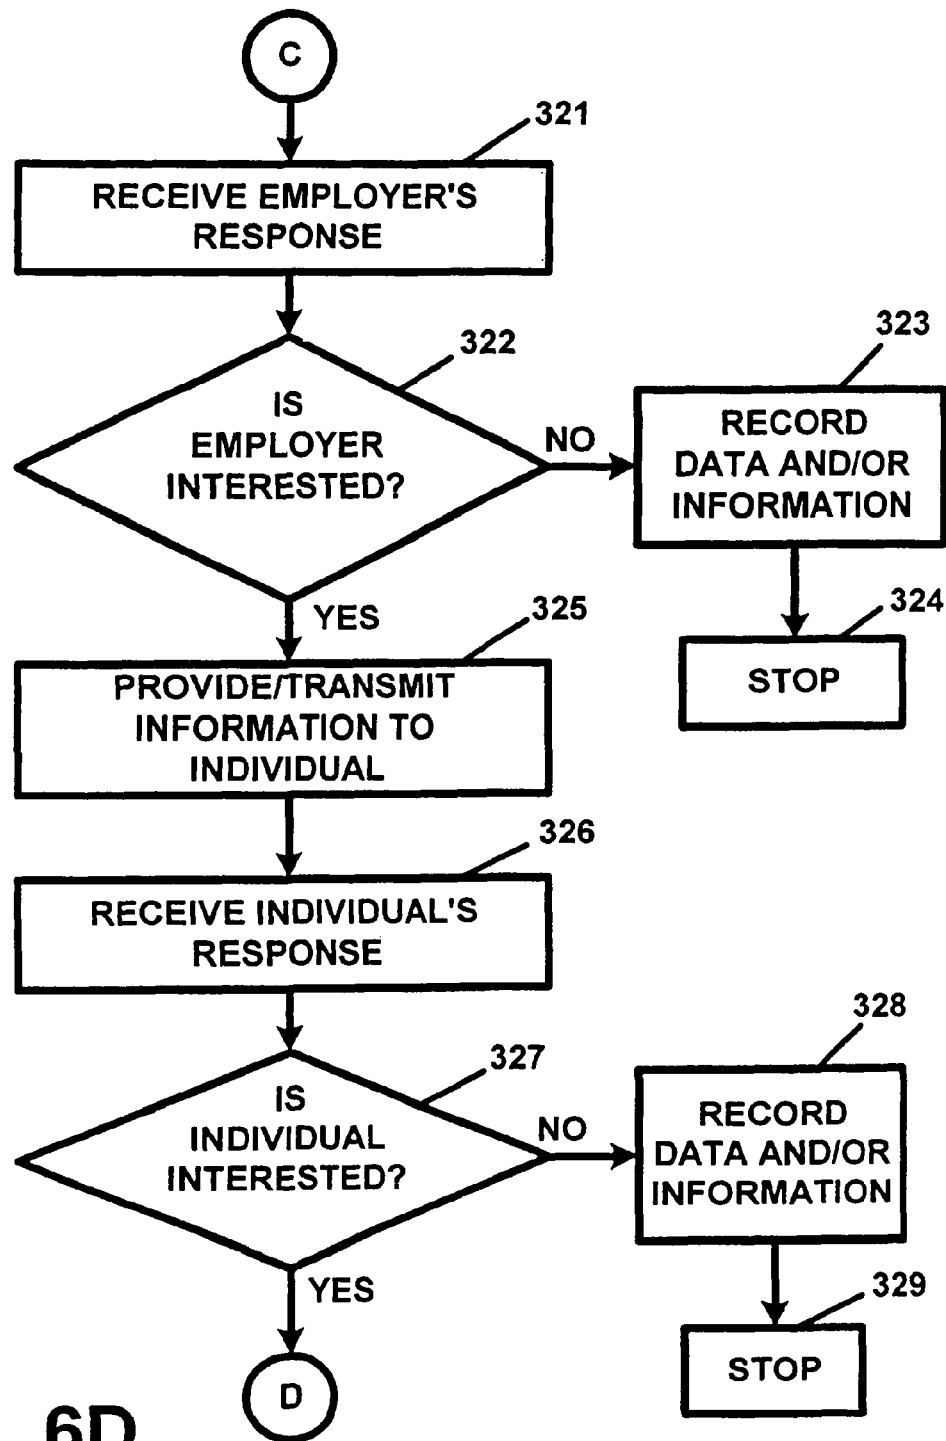 C
321
RECEIVE EMPLOYER'S
RESPONSE
322
IS
EMPLOYER
INTERESTED?
NO
323
RECORD
DATA AND/OR
INFORMATION
324
STOP
YES
325
PROVIDE/TRANSMIT
INFORMATION TO
INDIVIDUAL
326
RECEIVE INDIVIDUAL'S
RESPONSE
327
IS
INDIVIDUAL
INTERESTED?
NO
328
RECORD
DATA AND/OR
INFORMATION
329
STOP
YES
D
6D